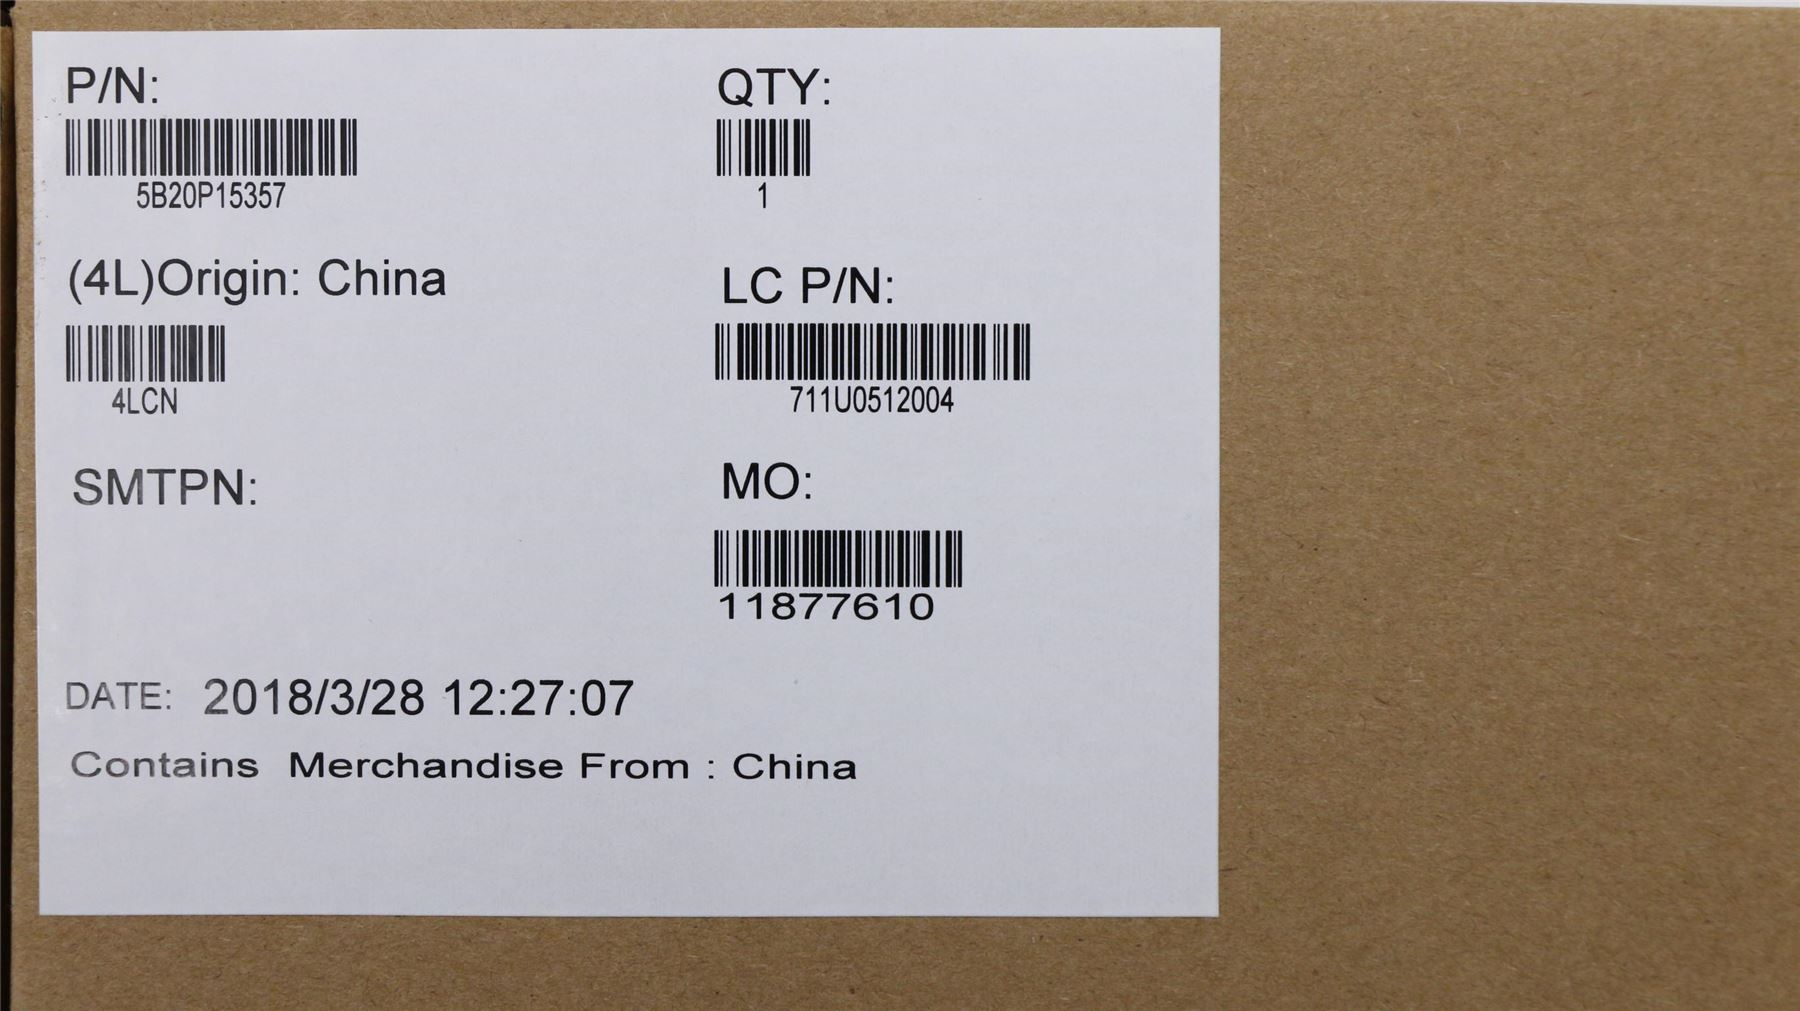 P/N:
5B20P15357
QTY:
1
(4L)Origin: China
4LCN
LC P/N:
711U0512004
SMTPN:
MO:
11877610
DATE: 2018/3/28 12:27:07
Contains Merchandise From : China